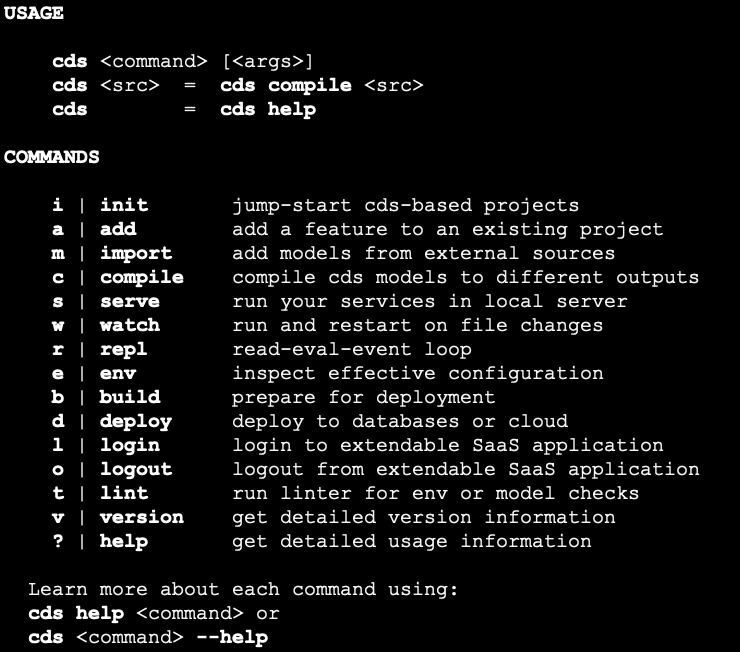 USAGE
cds <command> [<args>]
cds <src> = cds compile <src>
cds = cds help
COMMANDS
i | init jump-start cds-based projects
a | add add a feature to an existing project
m | import add models from external sources
c | compile compile cds models to different outputs
s | serve run your services in local server
w | watch run and restart on file changes
r | repl read-eval-event loop
e | env inspect effective configuration
b | build prepare for deployment
d | deploy deploy to databases or cloud
l | login login to extendable SaaS application
o | logout logout from extendable SaaS application
t | lint run linter for env or model checks
v | version get detailed version information
? | help get detailed usage information
Learn more about each command using:
cds help <command> or
cds <command> --help